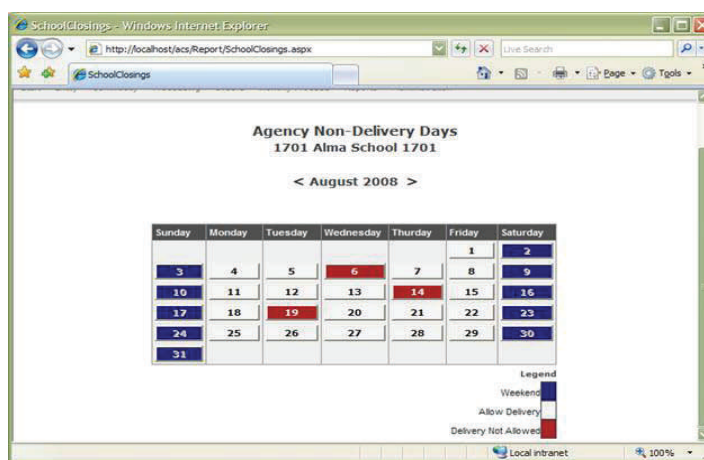 SchoolClosings - Windows Internet Explorer
http://localhost/acs/Report/SchoolClosings.aspx
Live Search
SchoolClosings
Page
Tools
Agency Non-Delivery Days
1701 Alma School 1701
< August 2008 >
Sunday Monday Tuesday Wednesday Thurday Friday Saturday
1 2
3 4 5 6 7 8 9
10 11 12 13 14 15 16
17 18 19 20 21 22 23
24 25 26 27 28 29 30
31
Legend
Weekend
Allow Delivery
Delivery Not Allowed
Local intranet 100%